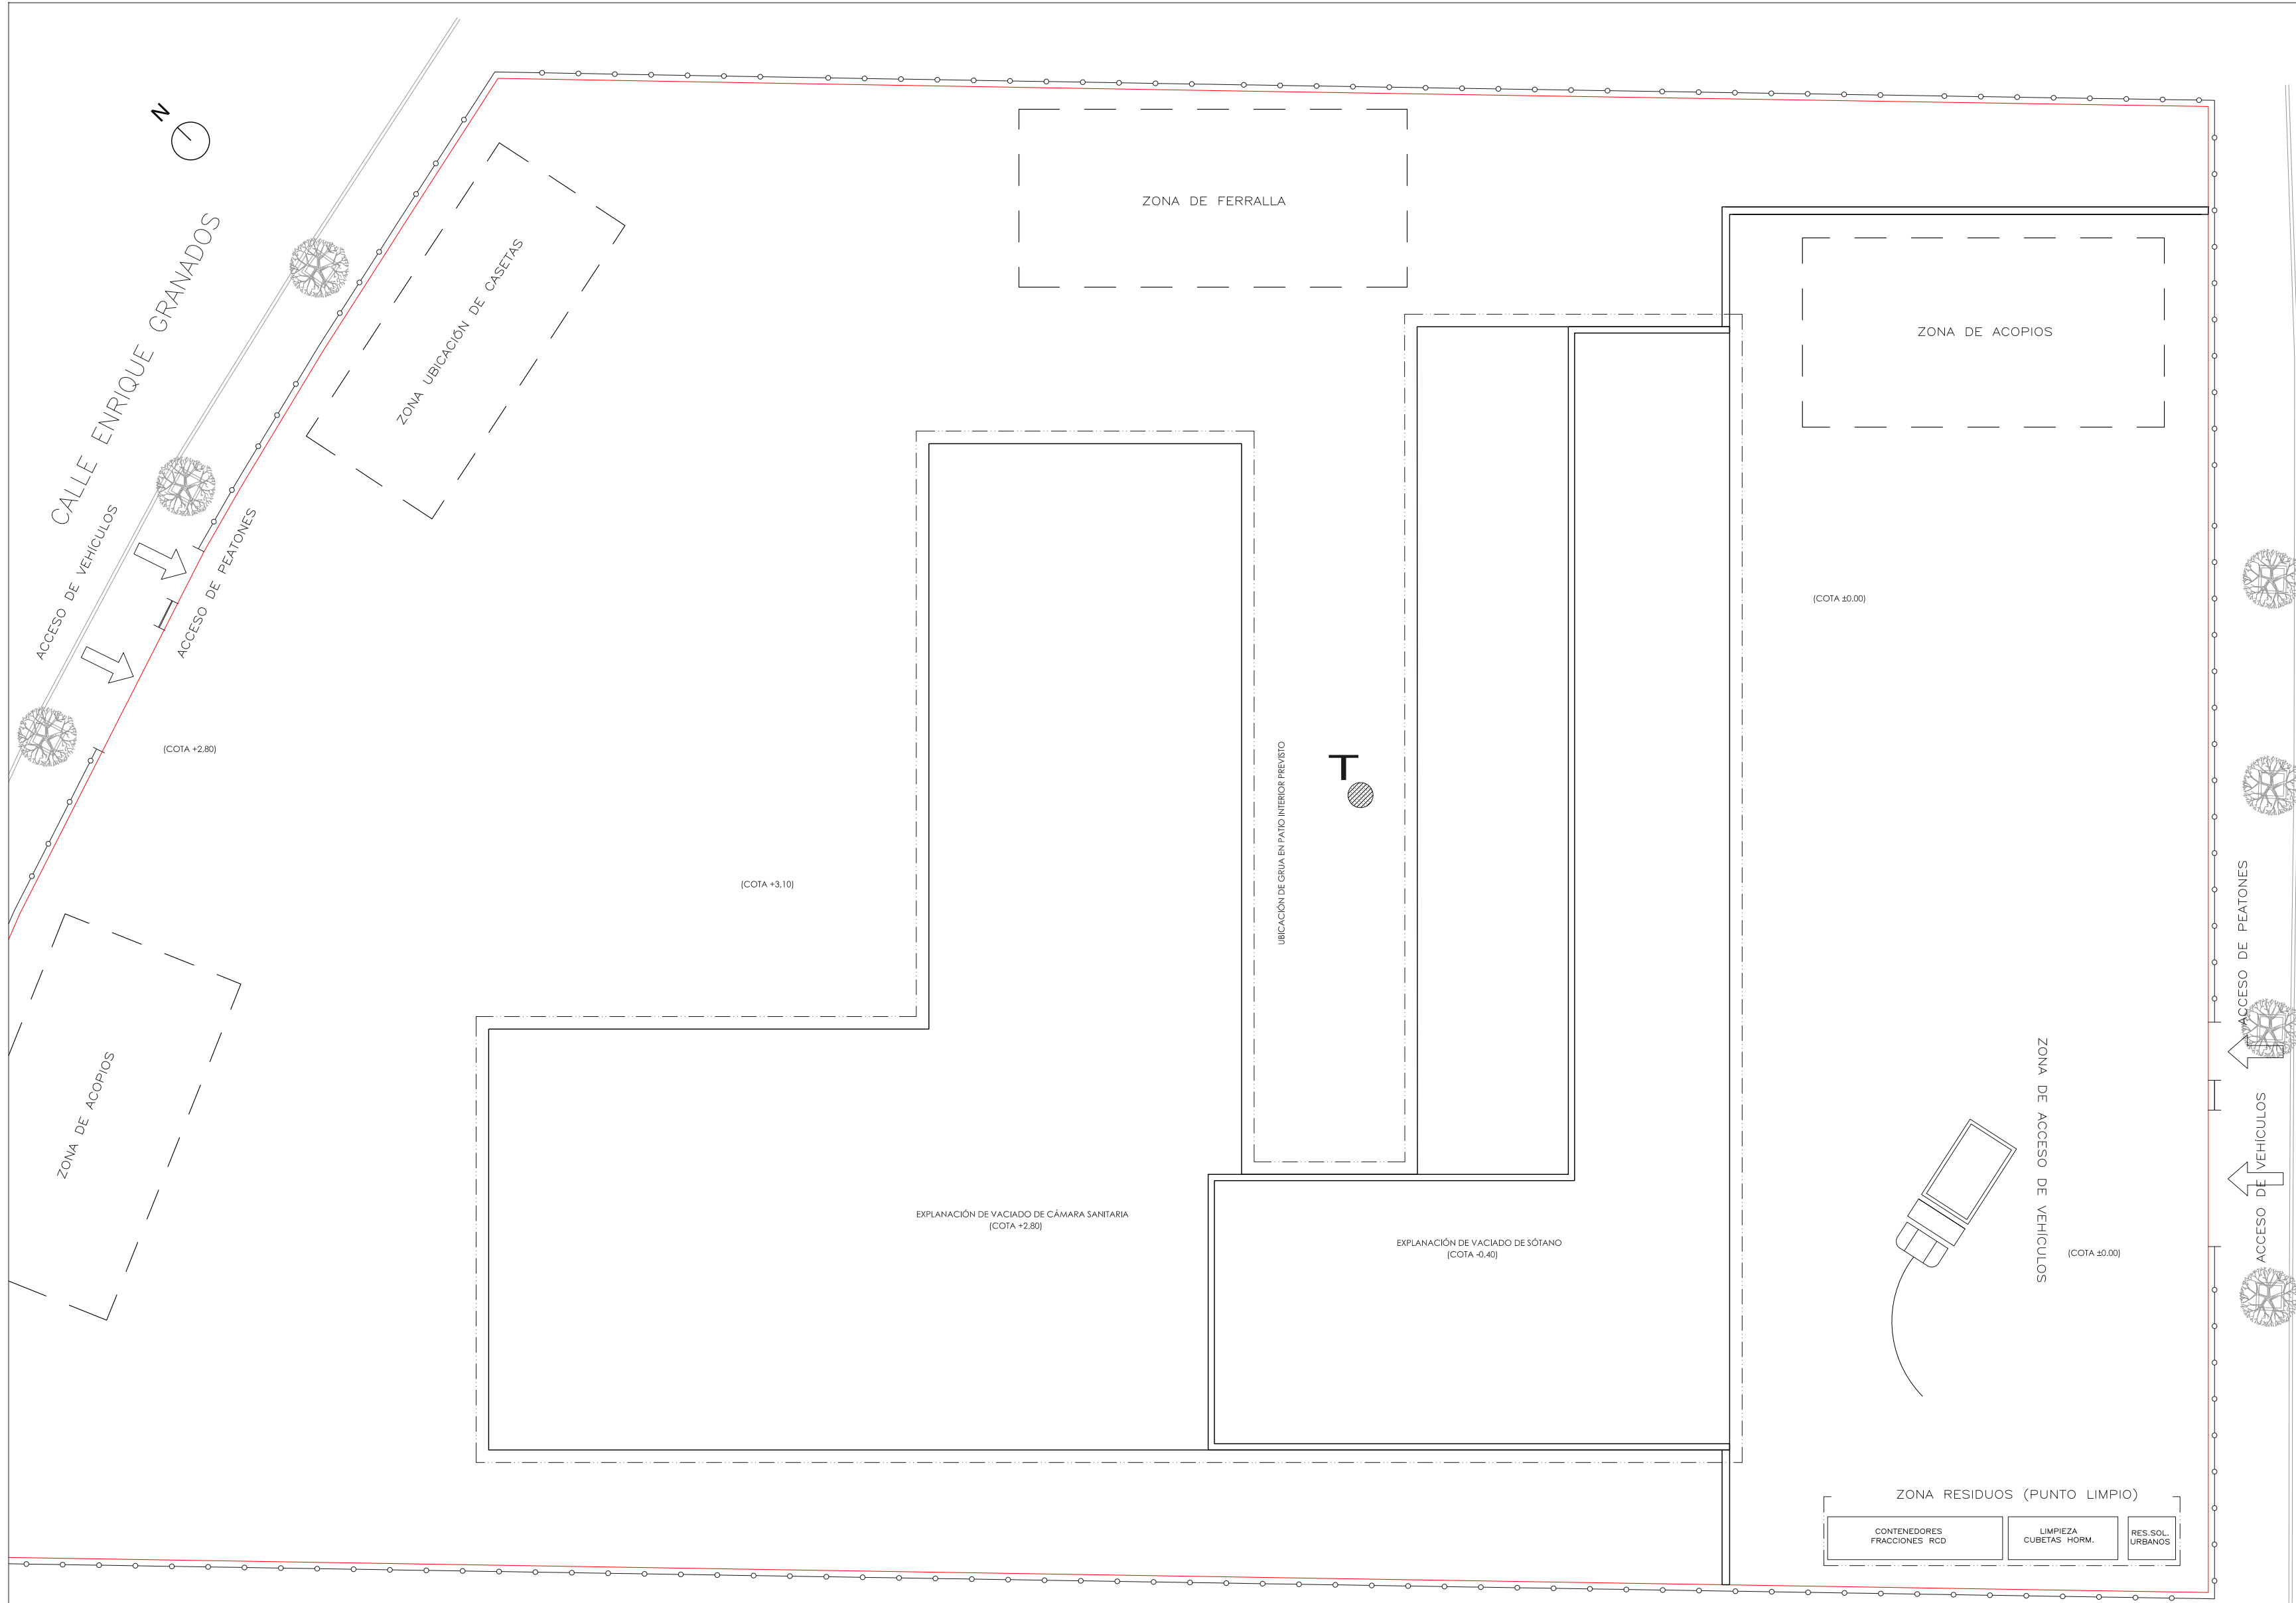 N
CALLE ENRIQUE GRANADOS
ACCESO DE VEHÍCULOS
ACCESO DE PEATONES
ZONA UBICACIÓN DE CASETAS
ZONA DE FERRALLA
ZONA DE ACOPIOS
(COTA ±0.00)
(COTA +2,80)
(COTA +3,10)
UBICACIÓN DE GRUA EN PATIO INTERIOR PREVISTO
T
ZONA DE ACOPIOS
EXPLANACIÓN DE VACIADO DE CÁMARA SANITARIA
(COTA +2.80)
EXPLANACIÓN DE VACIADO DE SÓTANO
(COTA -0.40)
ZONA DE ACCESO DE VEHÍCULOS
(COTA ±0.00)
ACCESO DE PEATONES
ACCESO DE VEHÍCULOS
ZONA RESIDUOS (PUNTO LIMPIO)
CONTENEDORES
FRACCIONES RCD
LIMPIEZA
CUBETAS HORM.
RES.SOL.
URBANOS